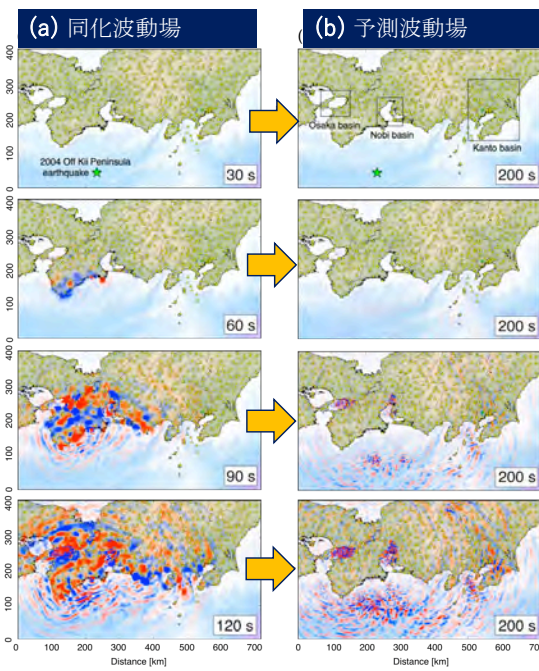 (a) 同化波動場
(b) 予測波動場
(
400
300
200
100
0
2004 Off Kii Peninsula
earthquake
30 s
Osaka basin
Nobi basin
Kanto basin
200 s
400
300
200
100
0
60 s
200 s
400
300
200
100
0
90 s
200 s
400
300
200
100
0
120 s
200 s
0 100 200 300 400 500 600 700
Distance [km]
0 100 200 300 400 500 600 700
Distance [km]